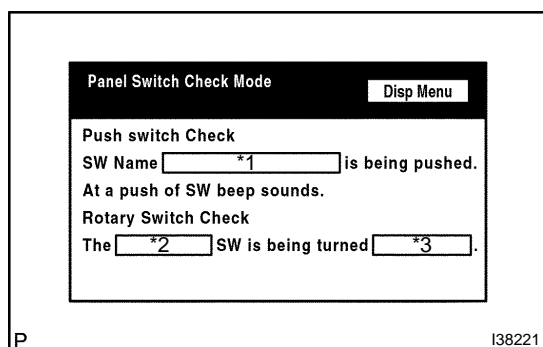 Panel Switch Check Mode
Disp Menu
Push switch Check
SW Name *1 is being pushed.
At a push of SW beep sounds.
Rotary Switch Check
The *2 SW is being turned *3 .
P
I38221